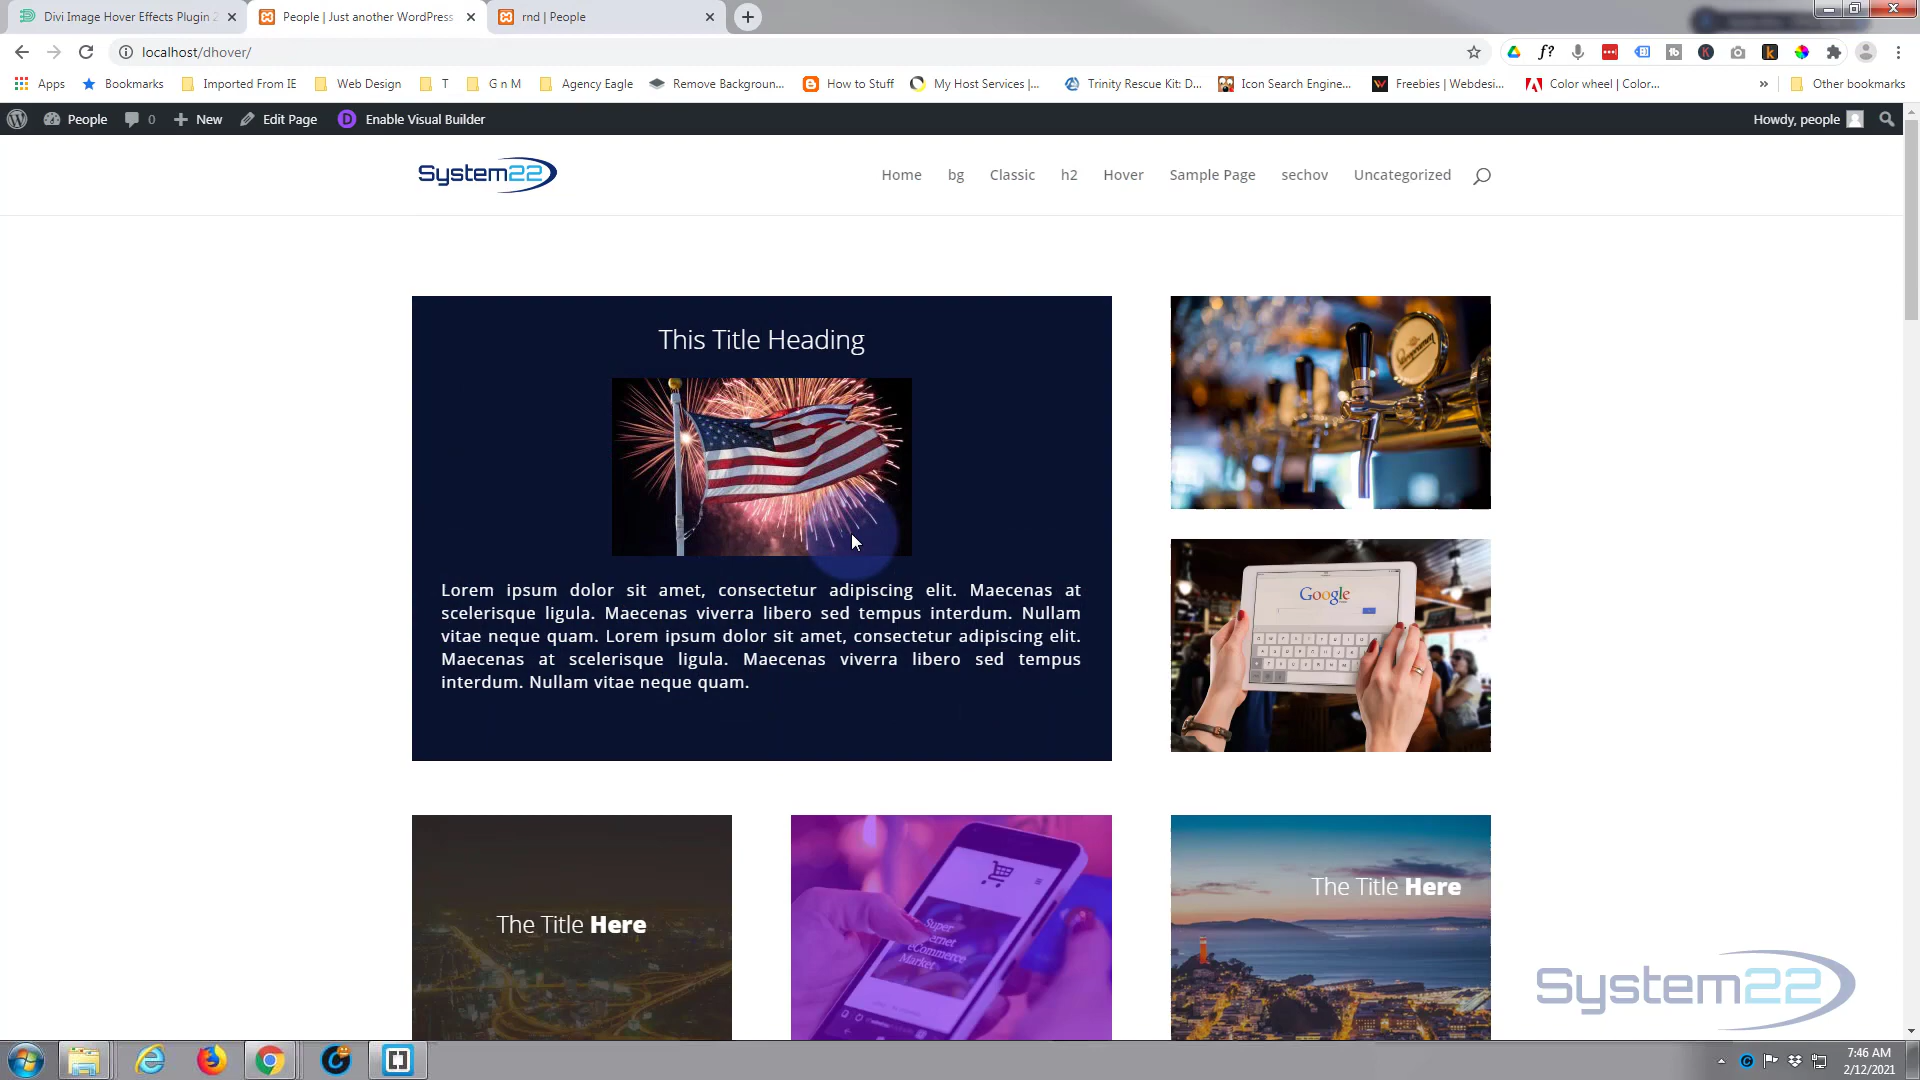 Divi Image Hover Effects Plugin 2
People | Just another WordPress
rnd | People
localhost/dhover/
Apps
Bookmarks
Imported From IE
Web Design
T
G n M
Agency Eagle
Remove Backgroun...
How to Stuff
My Host Services |...
Trinity Rescue Kit: D...
Icon Search Engine...
Freebies | Webdesi...
Color wheel | Color...
»
Other bookmarks
People
0
New
Edit Page
Enable Visual Builder
Howdy, people
System22
Home
bg
Classic
h2
Hover
Sample Page
sechov
Uncategorized
This Title Heading
Lorem ipsum dolor sit amet, consectetur adipiscing elit. Maecenas at
scelerisque ligula. Maecenas viverra libero sed tempus interdum. Nullam
vitae neque quam. Lorem ipsum dolor sit amet, consectetur adipiscing elit.
Maecenas at scelerisque ligula. Maecenas viverra libero sed tempus
interdum. Nullam vitae neque quam.
Google
The Title Here
Super
eCommerce
Market
The Title Here
System22
7:46 AM
2/12/2021